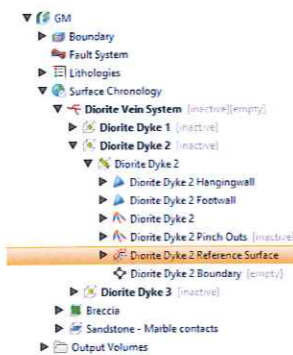 GM
Boundary
Fault System
Lithologies
Surface Chronology
Diorite Vein System [inactive][empty]
Diorite Dyke 1 [inactive]
Diorite Dyke 2 [inactive]
Diorite Dyke 2
Diorite Dyke 2 Hangingwall
Diorite Dyke 2 Footwall
Diorite Dyke 2
Diorite Dyke 2 Pinch Outs [inactive]
Diorite Dyke 2 Reference Surface
Diorite Dyke 2 Boundary [empty]
Diorite Dyke 3 [inactive]
Breccia
Sandstone - Marble contacts
Output Volumes